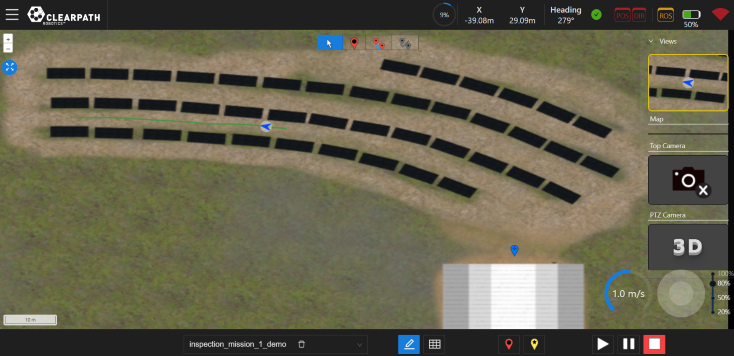 CLEARPATH
ROBOTICS
9%
X
-39.08m
Y
29.09m
Heading
279°
POS
DIR
ROS
50%
+
-
Views
Map
Top Camera
PTZ Camera
3D
1.0 m/s
100%
80%
50%
20%
10 m
inspection_mission_1_demo